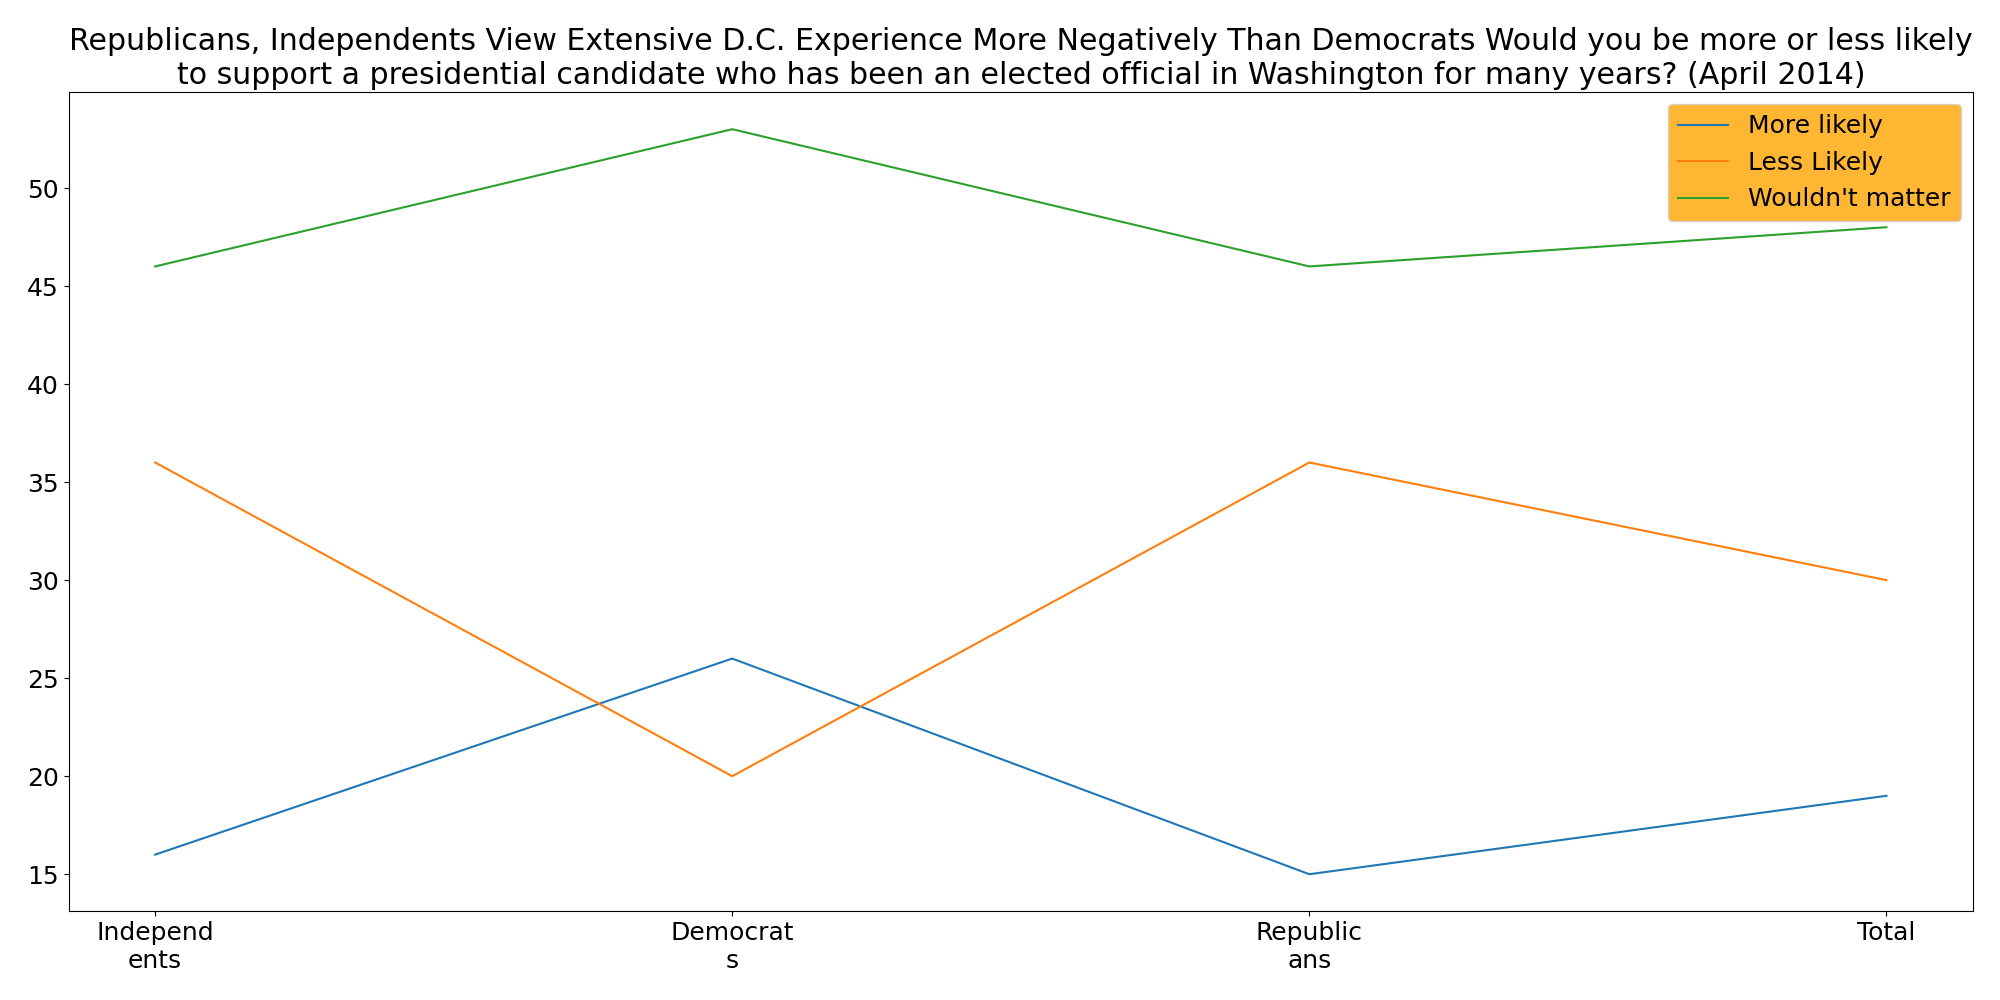 Republicans, Independents View Extensive D.C. Experience More Negatively Than Democrats Would you be more or less likely
to support a presidential candidate who has been an elected official in Washington for many years? (April 2014)
More likely
Less Likely
Wouldn't matter
50
45
40
35
30
25
20
15
Independ
ents
Democrat
s
Republic
ans
Total